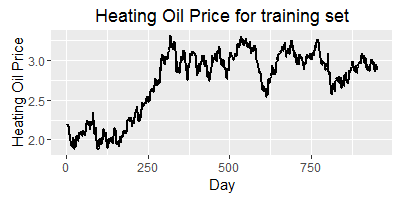 Heating Oil Price for training set
Heating Oil Price
3.0
2.5
2.0
0 250 500 750
Day